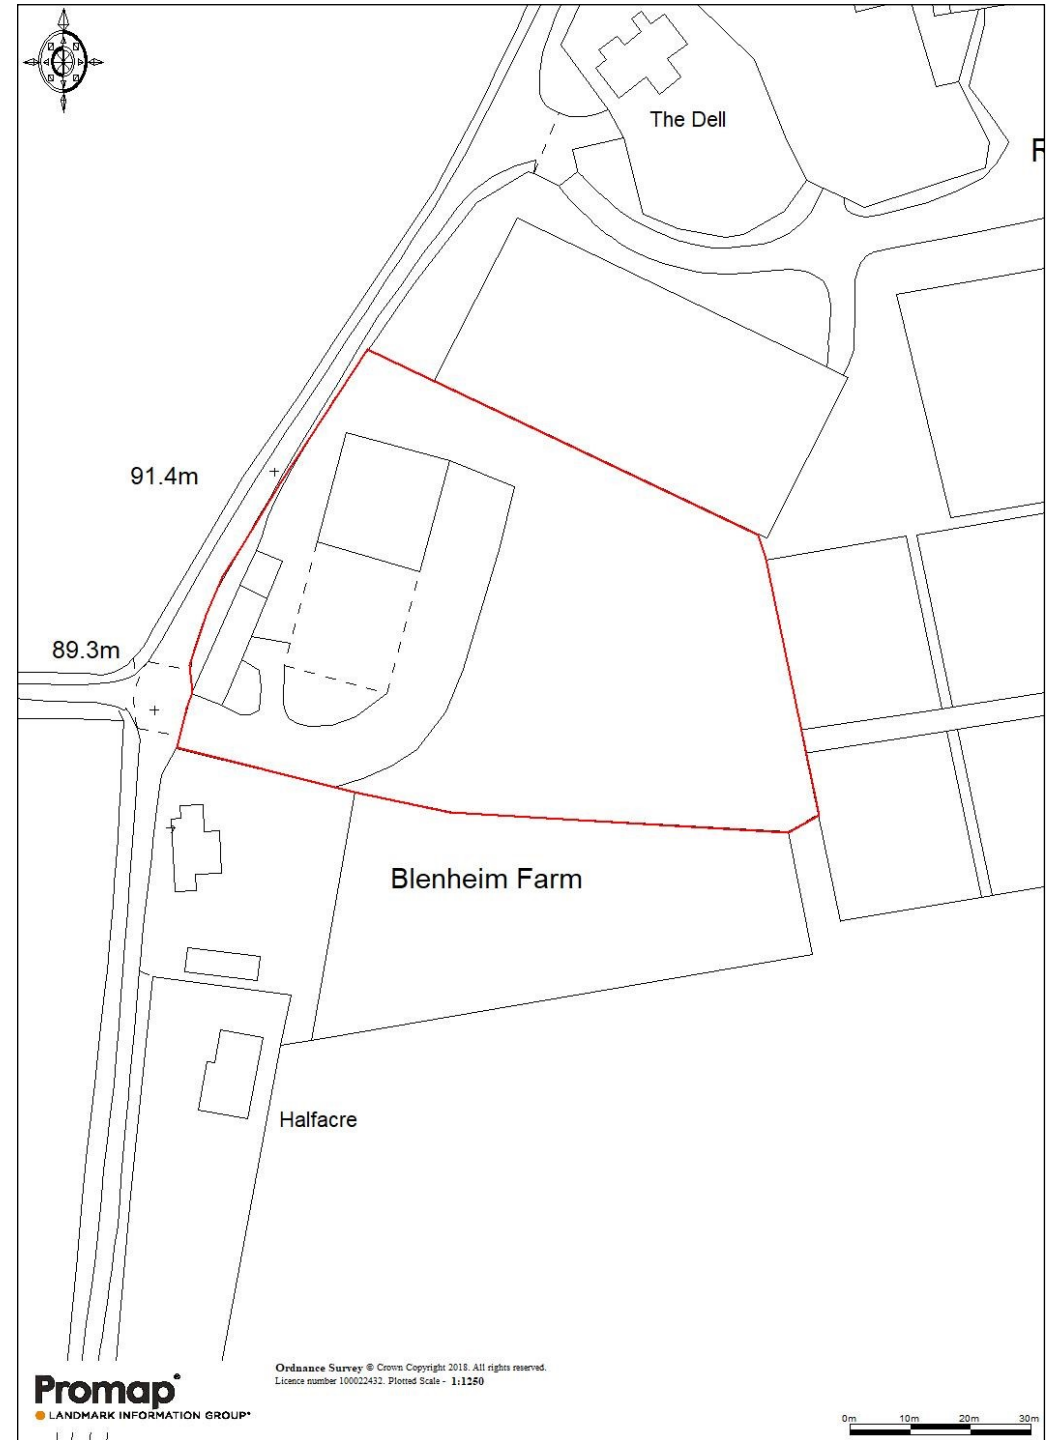 The Dell
R
91.4m
89.3m
Blenheim Farm
Halfacre
Ordnance Survey © Crown Copyright 2018. All rights reserved.
Licence number 100022432. Plotted Scale - 1:1250
Promap
LANDMARK INFORMATION GROUP
0m 10m 20m 30m